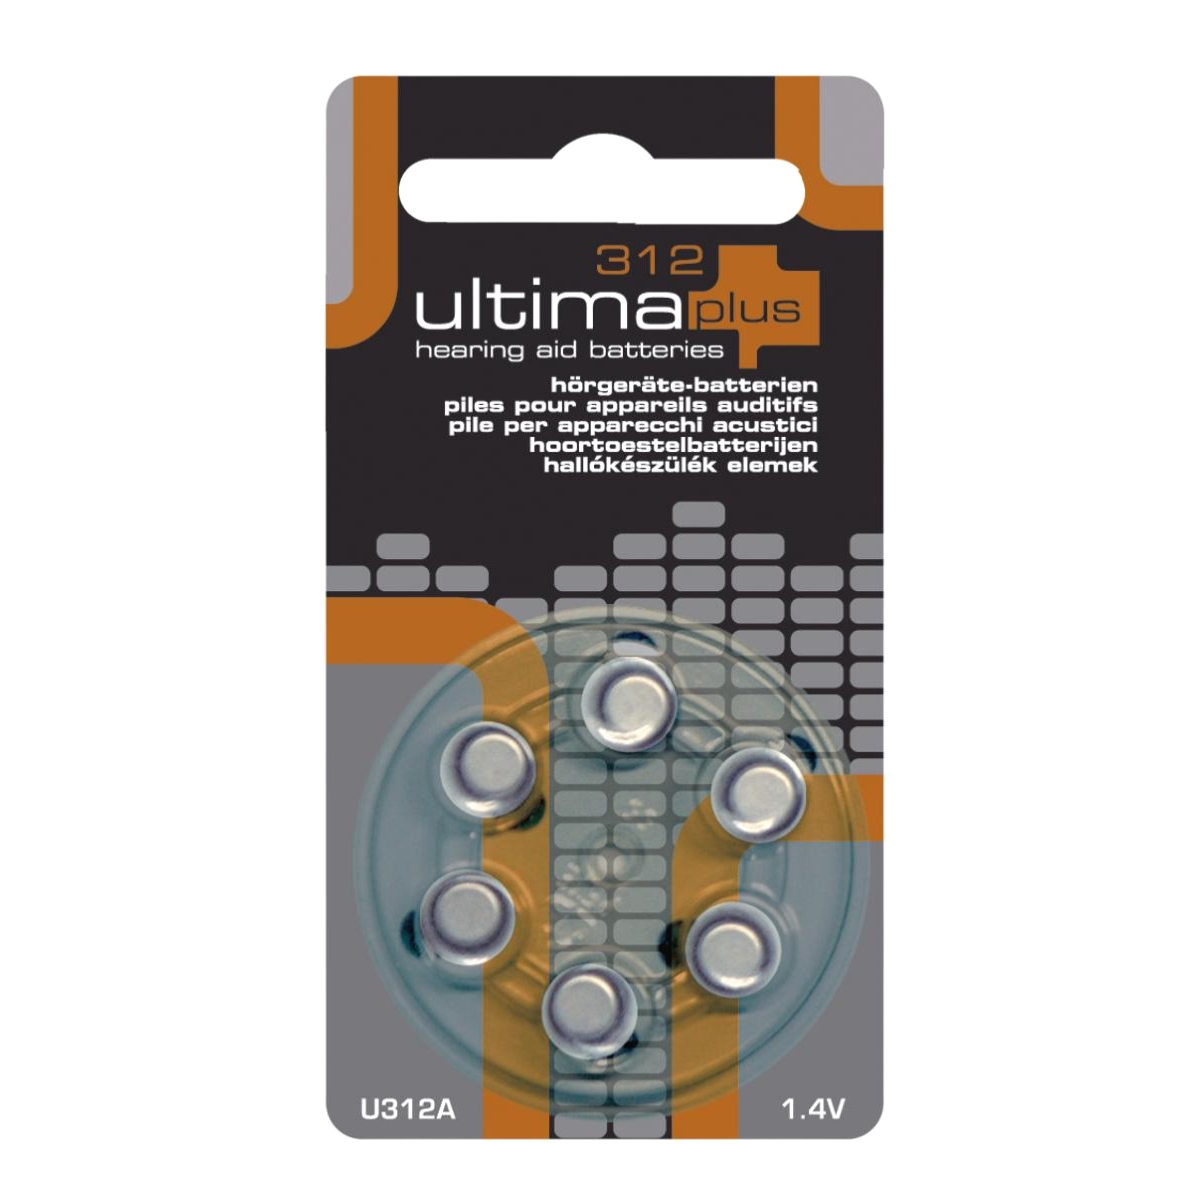 312
ultima plus
hearing aid batteries
hörgeräte-batterien
piles pour appareils auditifs
pile per apparecchi acustici
hoortoestelbatterijen
hallókészülék elemek
U312A 1.4V